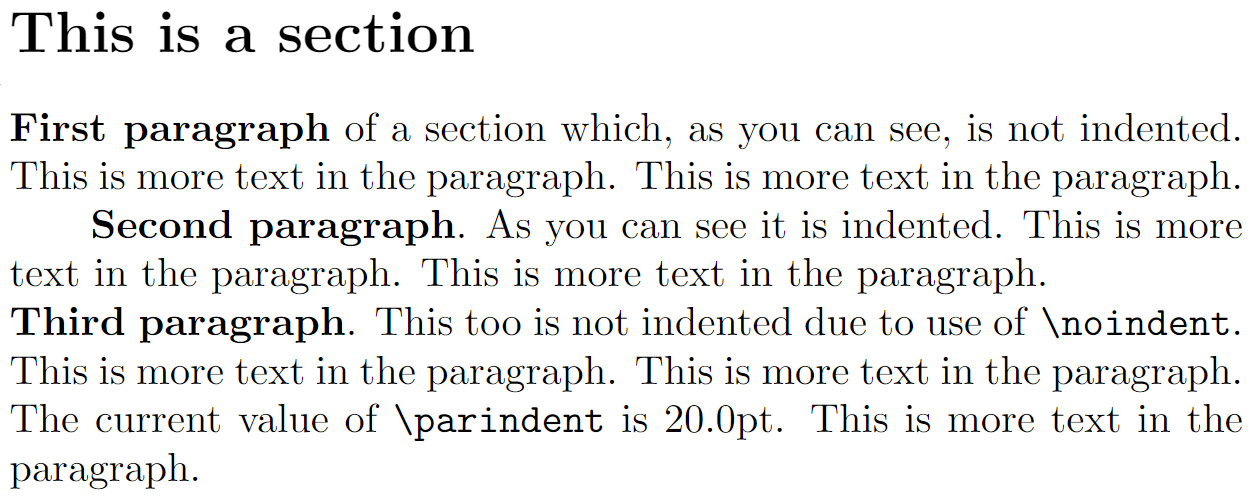 This is a section
First paragraph of a section which, as you can see, is not indented.
This is more text in the paragraph. This is more text in the paragraph.
Second paragraph. As you can see it is indented. This is more
text in the paragraph. This is more text in the paragraph.
Third paragraph. This too is not indented due to use of \noindent.
This is more text in the paragraph. This is more text in the paragraph.
The current value of \parindent is 20.0pt. This is more text in the
paragraph.